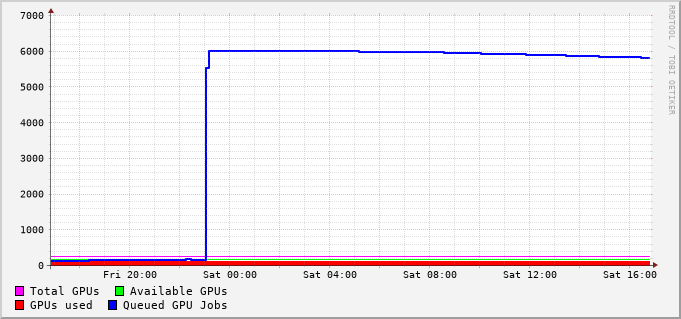 7000
6000
5000
4000
3000
2000
1000
0
Fri 20:00 Sat 00:00 Sat 04:00 Sat 08:00 Sat 12:00 Sat 16:00
Total GPUs Available GPUs
GPUs used Queued GPU Jobs
RRDTOOL / TOBI OETIKER